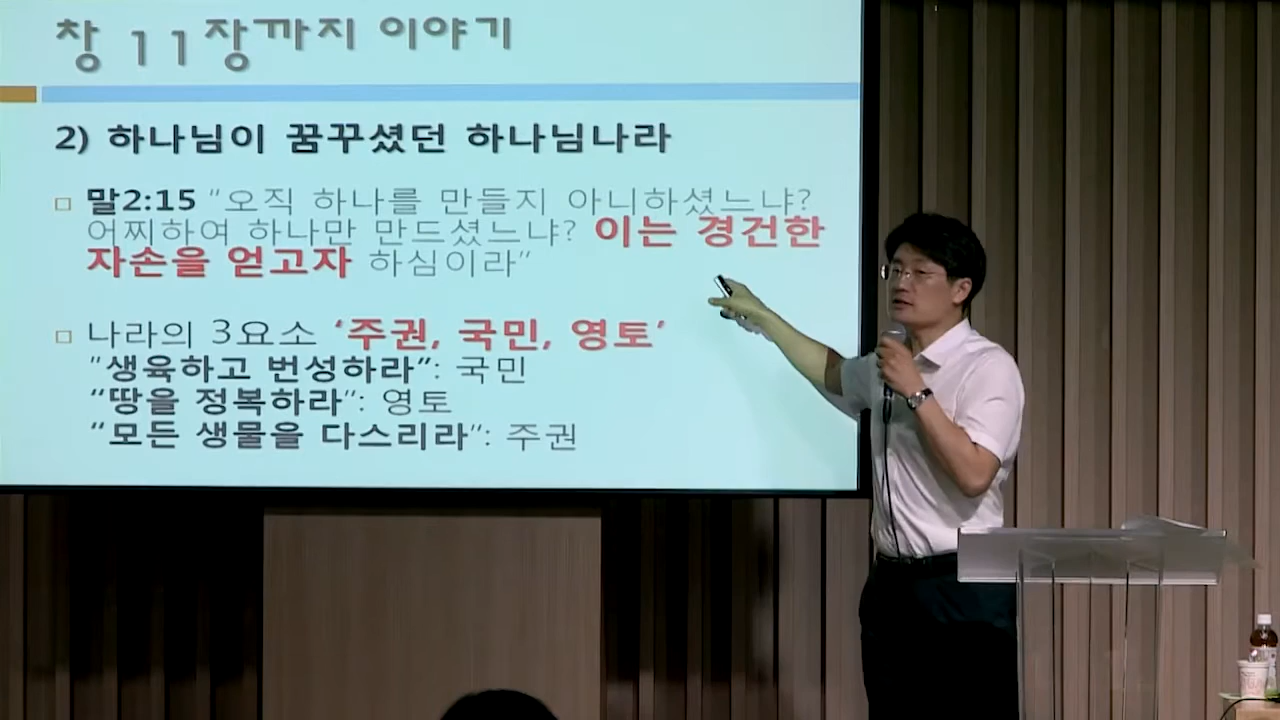 창 11장까지 이야기
2) 하나님이 꿈꾸셨던 하나님나라
말2:15 “오직 하나를 만들지 아니하셨느냐?
어찌하여 하나만 만드셨느냐? 이는 경건한
자손을 얻고자 하심이라”
나라의 3요소 ‘주권, 국민, 영토’
“생육하고 번성하라”: 국민
“땅을 정복하라”: 영토
“모든 생물을 다스리라”: 주권